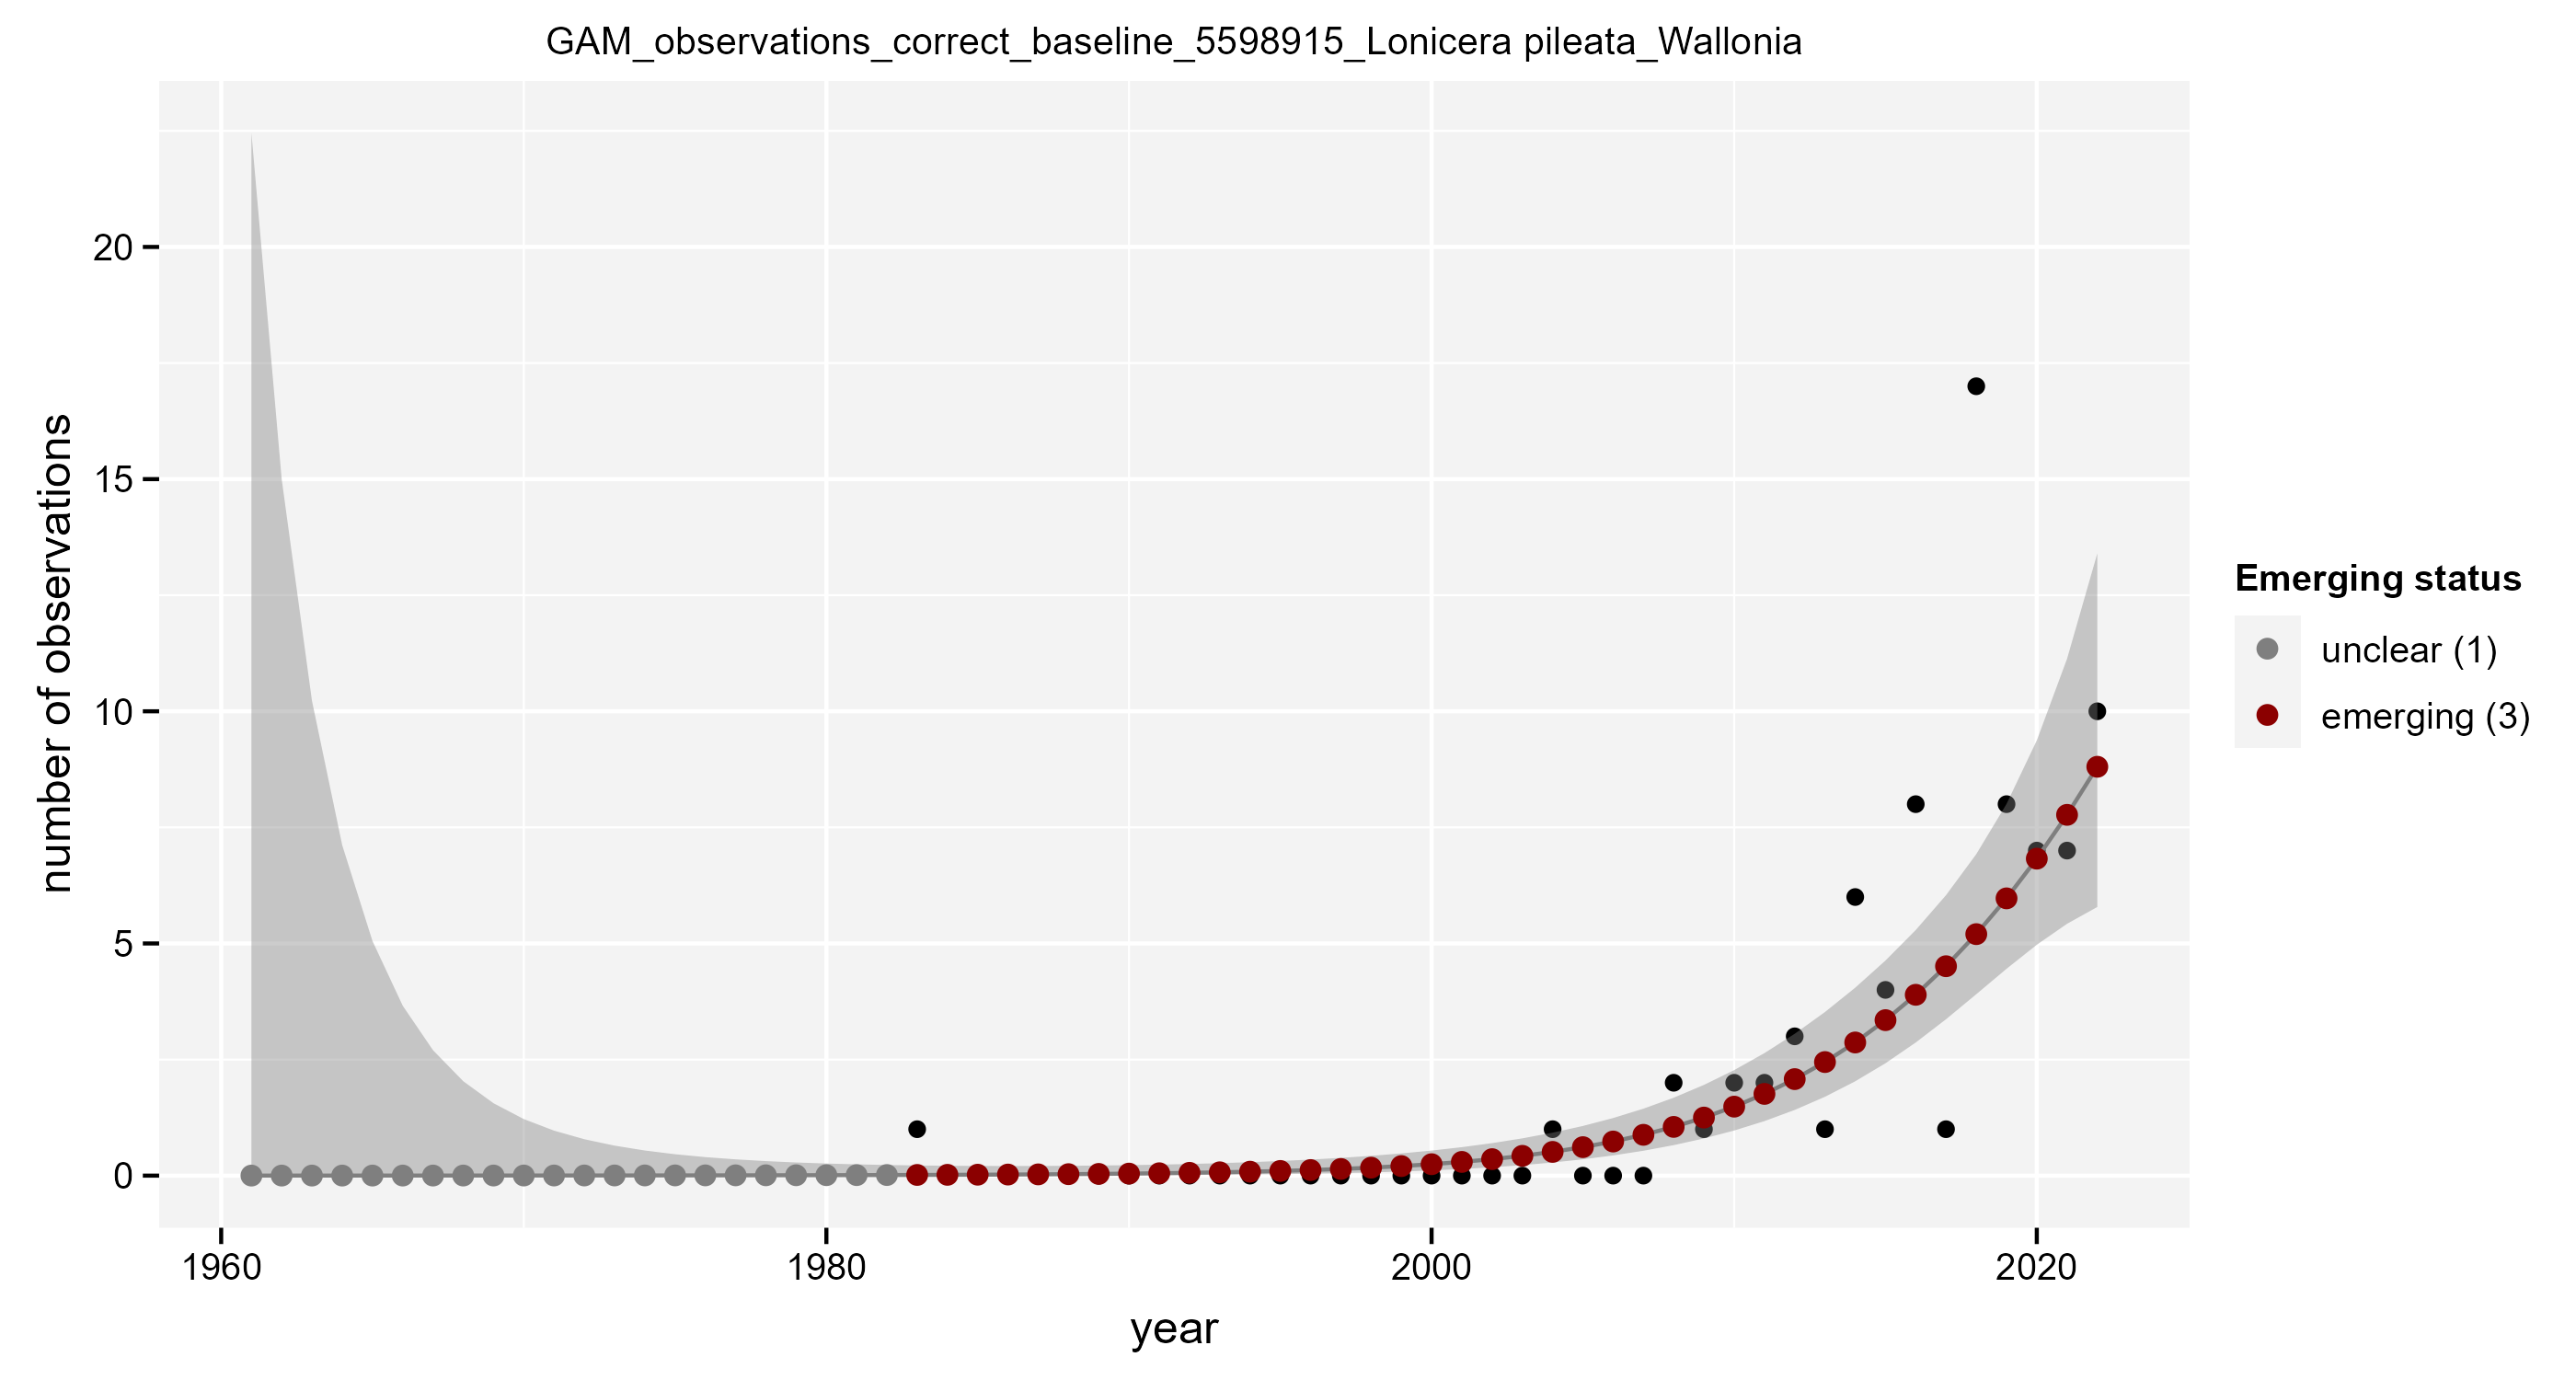 GAM_observations_correct_baseline_5598915_Lonicera pileata_Wallonia
number of observations
20
15
10
5
0
1960
1980
2000
2020
year
Emerging status
unclear (1)
emerging (3)